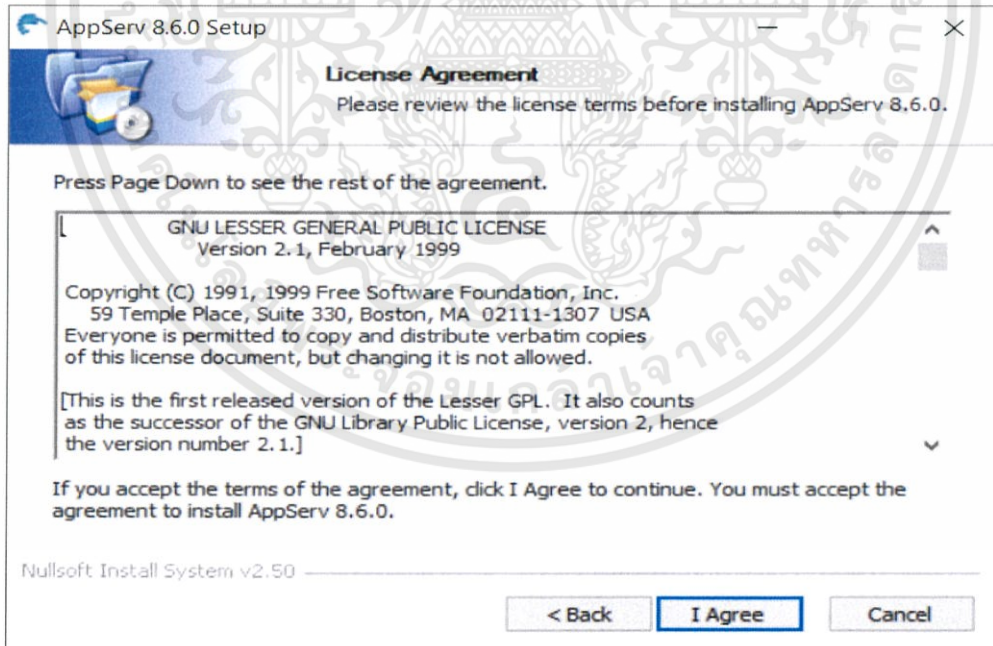 AppServ 8.6.0 Setup
License Agreement
Please review the license terms before installing AppServ 8.6.0.
Press Page Down to see the rest of the agreement.
[ GNU LESSER GENERAL PUBLIC LICENSE
Version 2.1, February 1999
Copyright (C) 1991, 1999 Free Software Foundation, Inc.
59 Temple Place, Suite 330, Boston, MA 02111-1307 USA
Everyone is permitted to copy and distribute verbatim copies
of this license document, but changing it is not allowed.
[This is the first released version of the Lesser GPL. It also counts
as the successor of the GNU Library Public License, version 2, hence
the version number 2.1.]
If you accept the terms of the agreement, click I Agree to continue. You must accept the
agreement to install AppServ 8.6.0.
Nullsoft Install System v2.50
< Back
I Agree
Cancel